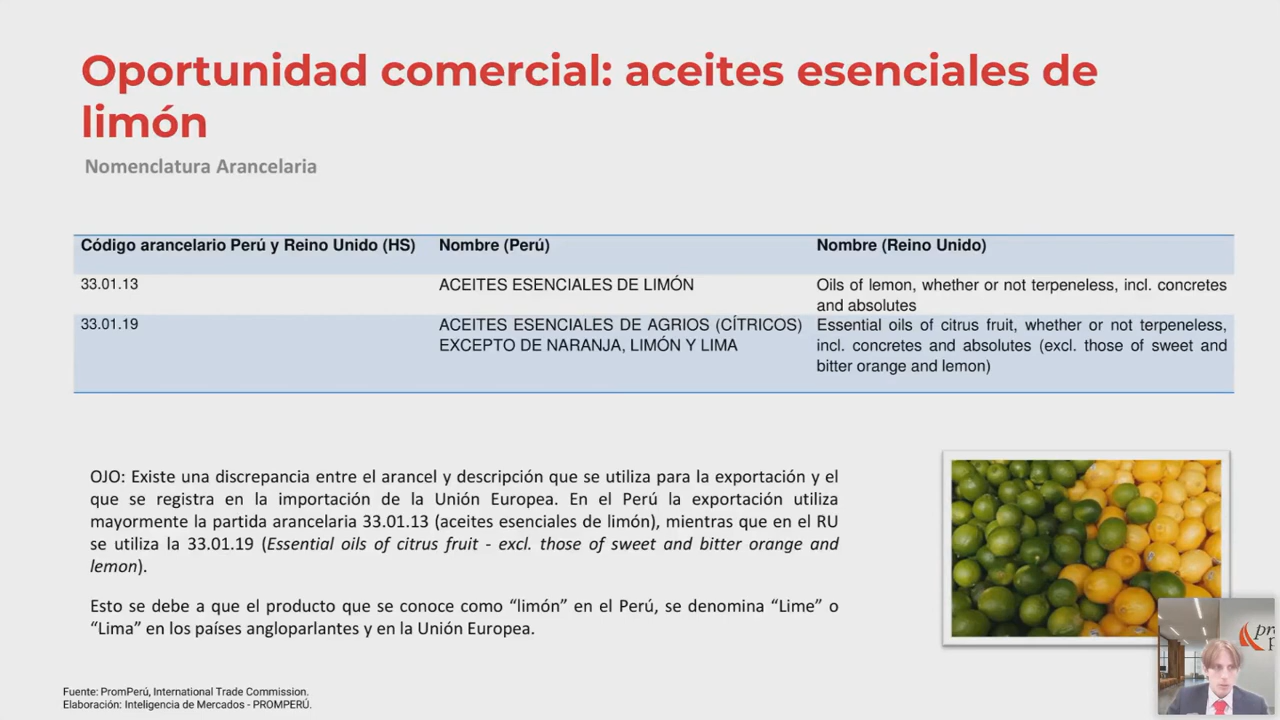 Oportunidad comercial: aceites esenciales de
limón
Nomenclatura Arancelaria
Código arancelario Perú y Reino Unido (HS) Nombre (Perú) Nombre (Reino Unido)
33.01.13 ACEITES ESENCIALES DE LIMÓN Oils of lemon, whether or not terpeneless, incl. concretes
and absolutes
33.01.19 ACEITES ESENCIALES DE AGRIOS (CÍTRICOS) Essential oils of citrus fruit, whether or not terpeneless,
EXCEPTO DE NARANJA, LIMÓN Y LIMA incl. concretes and absolutes (excl. those of sweet and
bitter orange and lemon)
OJO: Existe una discrepancia entre el arancel y descripción que se utiliza para la exportación y el
que se registra en la importación de la Unión Europea. En el Perú la exportación utiliza
mayormente la partida arancelaria 33.01.13 (aceites esenciales de limón), mientras que en el RU
se utiliza la 33.01.19 (Essential oils of citrus fruit - excl. those of sweet and bitter orange and
lemon).
Esto se debe a que el producto que se conoce como “limón” en el Perú, se denomina “Lime” o
“Lima” en los países angloparlantes y en la Unión Europea.
Fuente: PromPerú, International Trade Commission.
Elaboración: Inteligencia de Mercados - PROMPERÚ.